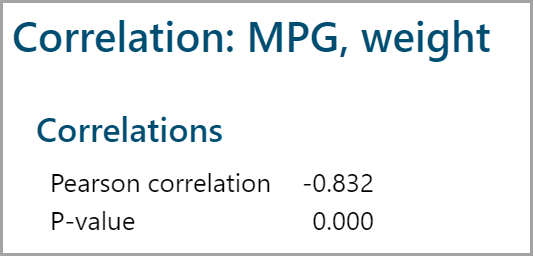 Correlation: MPG, weight
Correlations
Pearson correlation -0.832
P-value 0.000